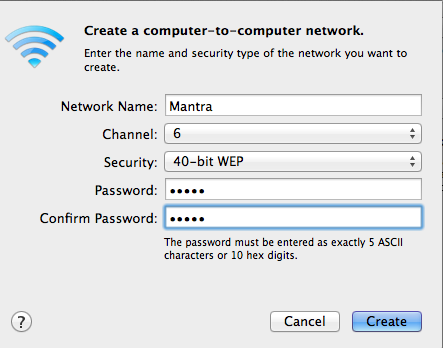 Create a computer-to-computer network.
Enter the name and security type of the network you want to
create.
Network Name: Mantra
Channel: 6
Security: 40-bit WEP
Password: •••••
Confirm Password: •••••
The password must be entered as exactly 5 ASCII
characters or 10 hex digits.
? Cancel Create